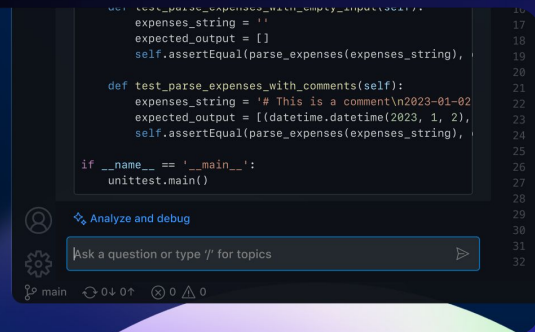 def test_parse_expenses_with_empty_input(self):
expenses_string = ''
expected_output = []
self.assertEqual(parse_expenses(expenses_string),
def test_parse_expenses_with_comments(self):
expenses_string = '# This is a comment\n2023-01-02
expected_output = [(datetime.datetime(2023, 1, 2),
self.assertEqual(parse_expenses(expenses_string),
if __name__ == '__main__':
unittest.main()
Analyze and debug
Ask a question or type '/' for topics
main 0↓ 0↑ 0 0
16
17
18
19
20
21
22
23
24
25
26
27
28
29
30
31
32